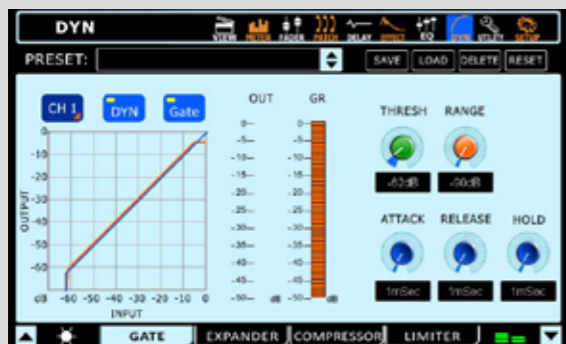 DYN
VIEW METER FADER PATCH DELAY EFFECT EQ DYN UTILITY SETUP
PRESET: SAVE LOAD DELETE RESET
CH 1 DYN Gate
OUT GR
THRESH RANGE
-62dB -90dB
ATTACK RELEASE HOLD
1mSec 1mSec 1mSec
OUTPUT
0
-10
-20
-30
-40
-50
-60
dB -60 -50 -40 -30 -20 -10 0
INPUT
0 0
-5 -5
-10 -10
-15 -15
-20 -20
-25 -25
-30 -30
-35 -35
-40 -40
-45 -45
-50 dB -50 dB
GATE EXPANDER COMPRESSOR LIMITER